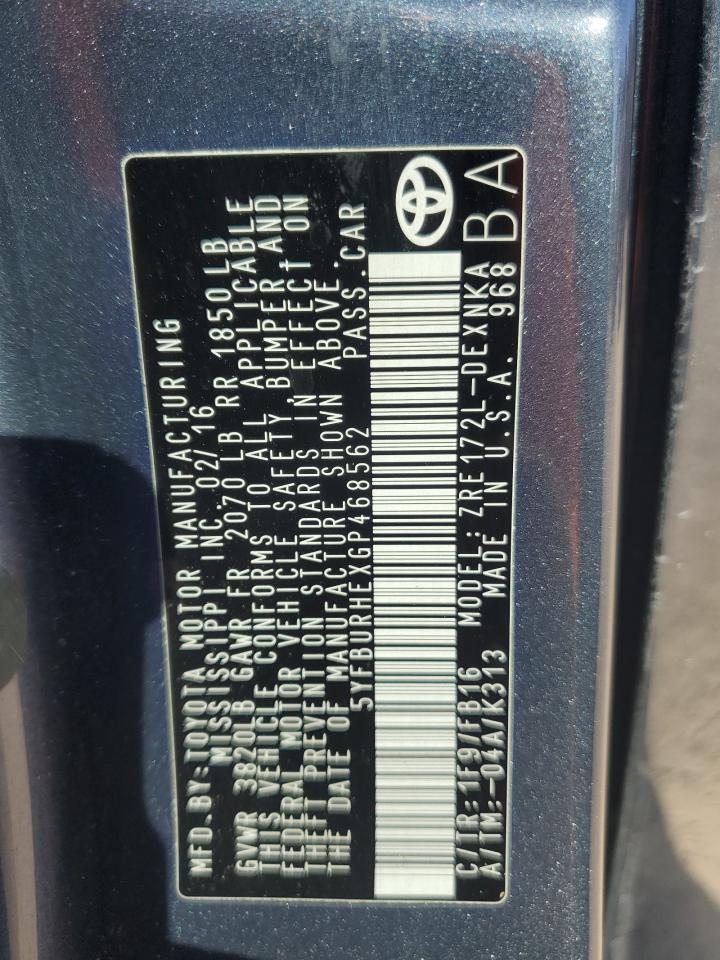 MFD.BY:TOYOTA MOTOR MANUFACTURING
MISSISSIPPI INC. 02/16
GVWR 3820LB GAWR FR 2070LB RR 1850LB
THIS VEHICLE CONFORMS TO ALL APPLICABLE
FEDERAL MOTOR VEHICLE SAFETY, BUMPER AND
THEFT PREVENTION STANDARDS IN EFFECT ON
THE DATE OF MANUFACTURE SHOWN ABOVE.
5YFBURHEXGP468562 PASS.CAR
C/TR:1F9/FB16 MODEL:ZRE172L-DEXNKA
A/TM:-04A/K313 MADE IN U.S.A. 968
BA